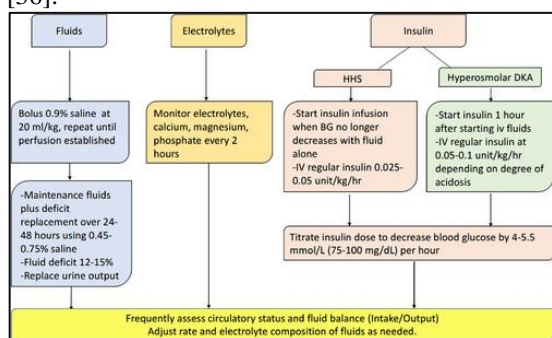 [36].
Fluids
Electrolytes
Insulin
HHS
Hyperosmolar DKA
Bolus 0.9% saline at
20 ml/kg, repeat until
perfusion established
Monitor electrolytes,
calcium, magnesium,
phosphate every 2
hours
-Start insulin infusion
when BG no longer
decreases with fluid
alone
-IV regular insulin 0.025-
0.05 unit/kg/hr
-Start insulin 1 hour
after starting iv fluids
-IV regular insulin at
0.05-0.1 unit/kg/hr
depending on degree of
acidosis
-Maintenance fluids
plus deficit
replacement over 24-
48 hours using 0.45-
0.75% saline
-Fluid deficit 12-15%
-Replace urine output
Titrate insulin dose to decrease blood glucose by 4-5.5
mmol/L (75-100 mg/dL) per hour
Frequently assess circulatory status and fluid balance (Intake/Output)
Adjust rate and electrolyte composition of fluids as needed.